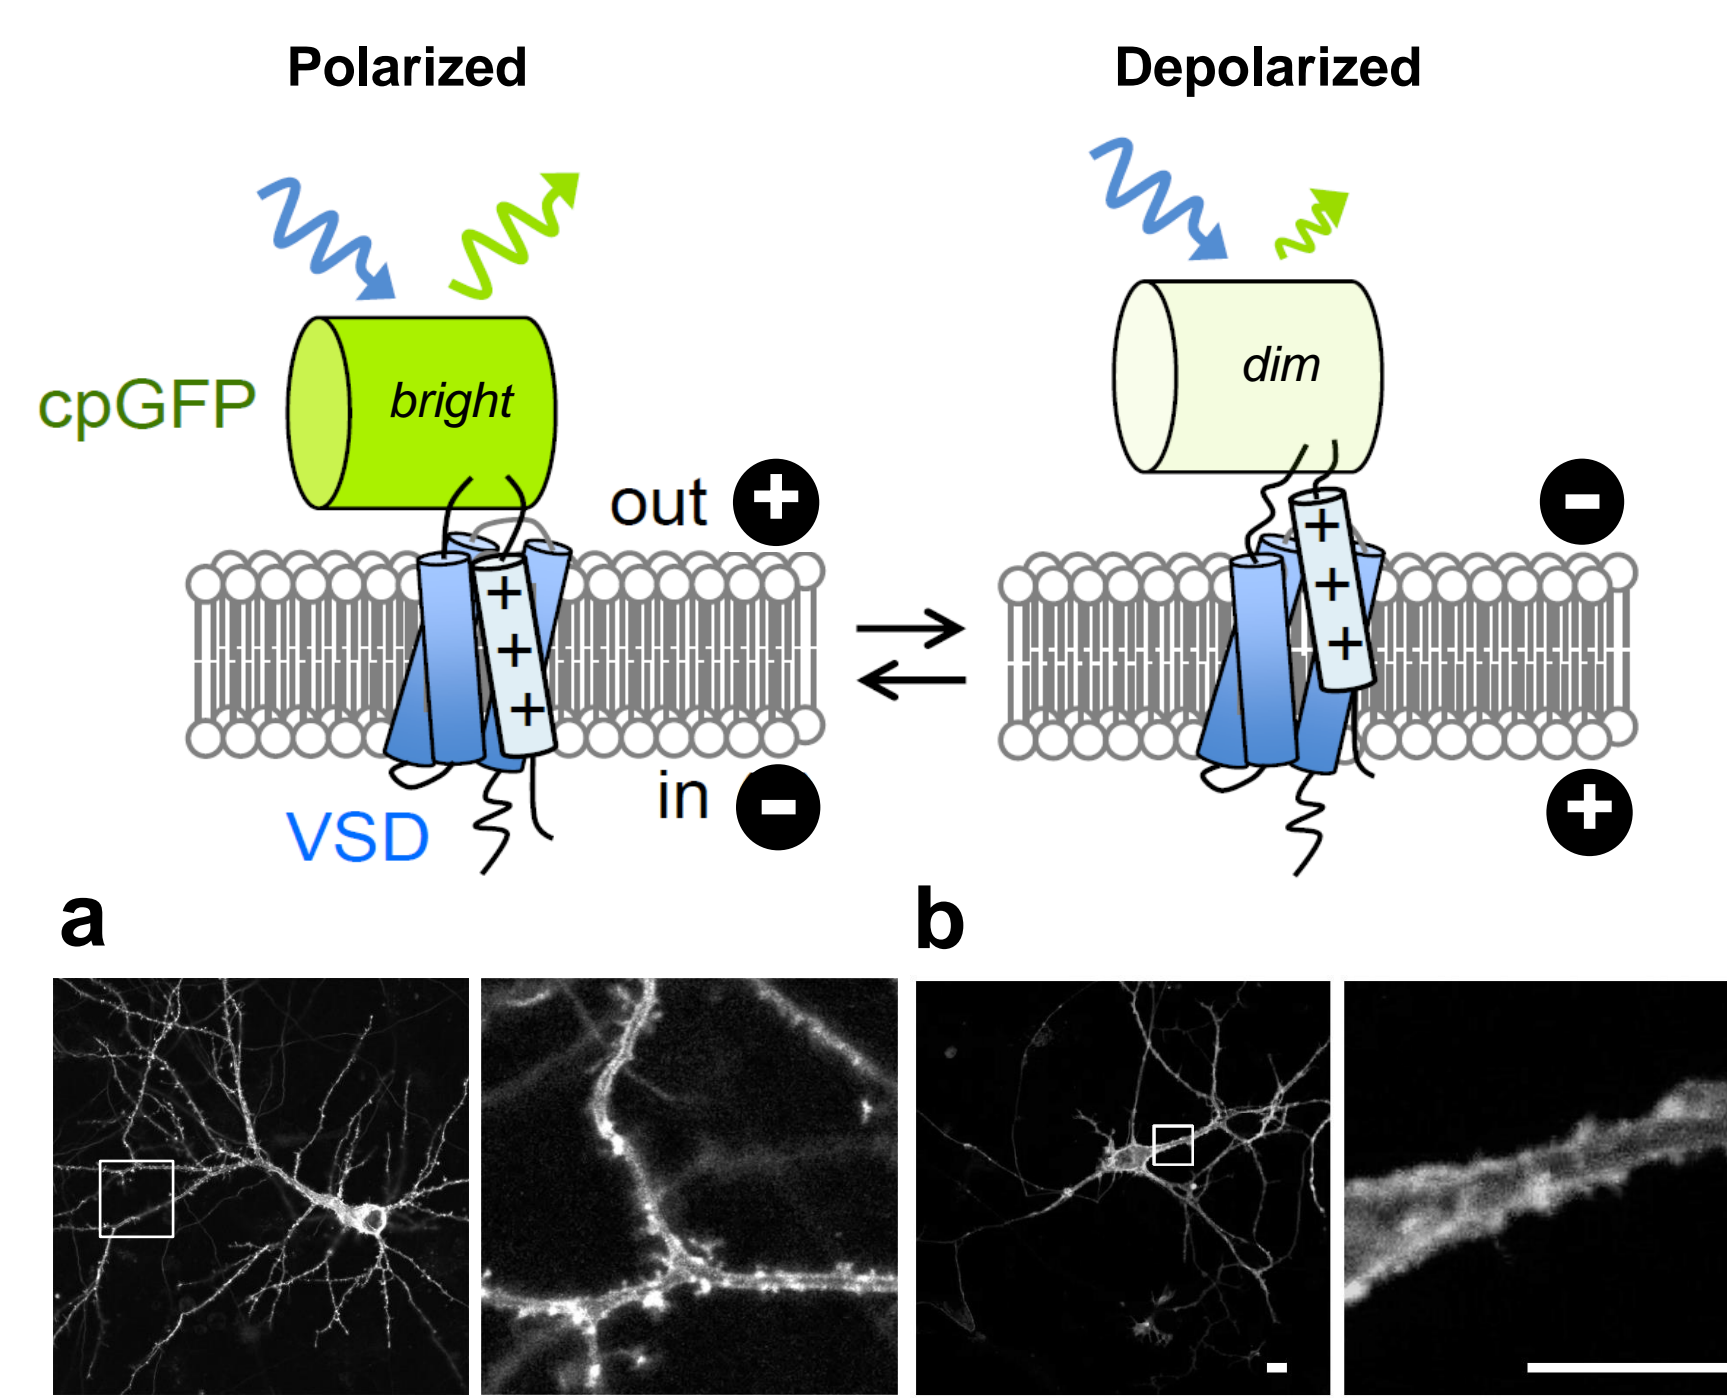 Polarized
Depolarized
cpGFP
bright
dim
out +
-
+
+
+
+
+
+
in -
+
VSD
a
b